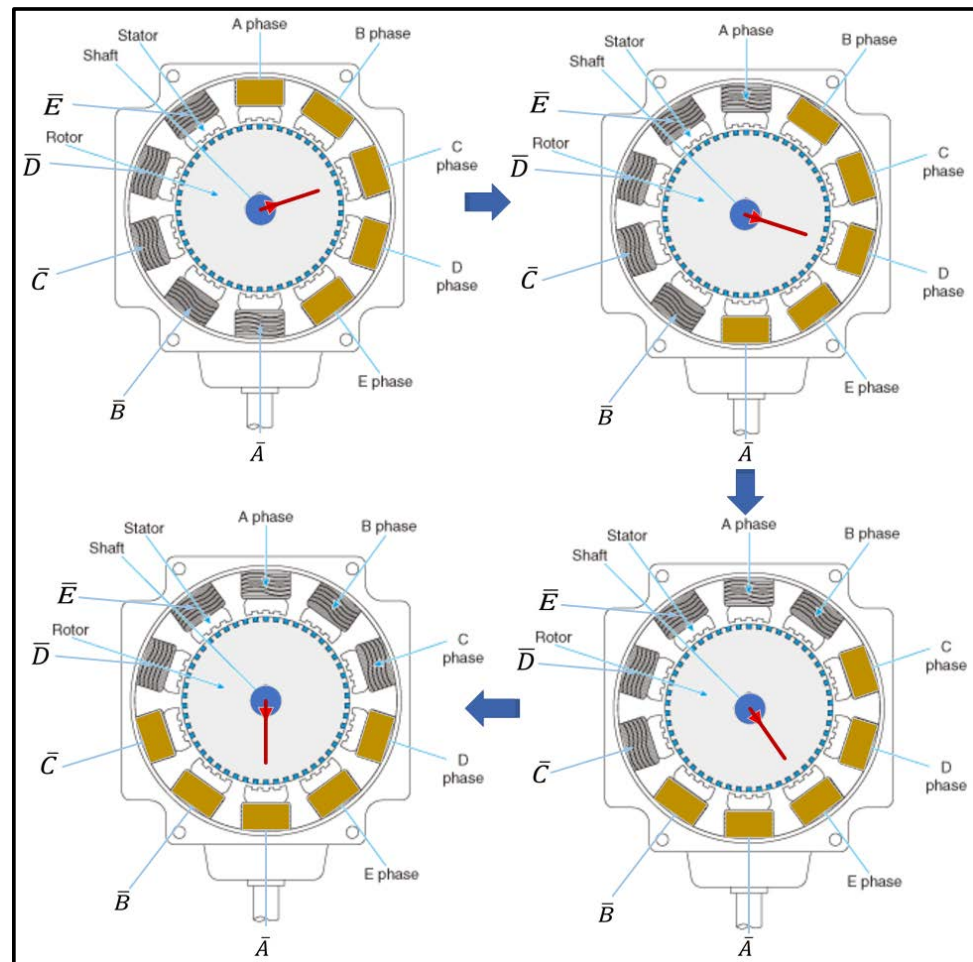 A phase
B phase
Stator
Shaft
E̅
Rotor
D̅
C
phase
C̅
D
phase
E phase
B̅
A̅
A phase
B phase
Stator
Shaft
E̅
Rotor
D̅
C
phase
C̅
D
phase
E phase
B̅
A̅
A phase
B phase
Stator
Shaft
E̅
Rotor
D̅
C
phase
C̅
D
phase
E phase
B̅
A̅
A phase
B phase
Stator
Shaft
E̅
Rotor
D̅
C
phase
C̅
D
phase
E phase
B̅
A̅